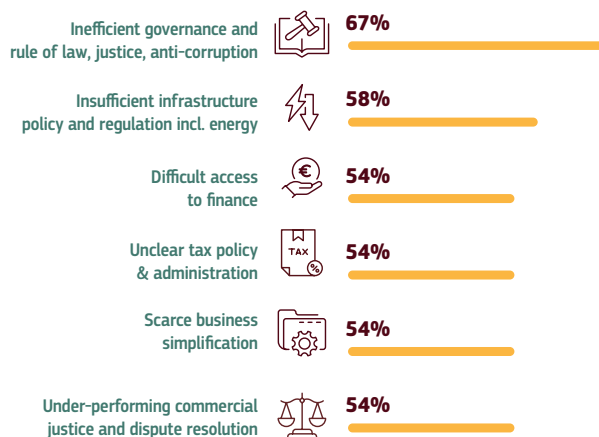 Inefficient governance and
rule of law, justice, anti-corruption
67%
Insufficient infrastructure
policy and regulation incl. energy
58%
Difficult access
to finance
€
54%
Unclear tax policy
& administration
TAX
%
54%
Scarce business
simplification
54%
Under-performing commercial
justice and dispute resolution
54%